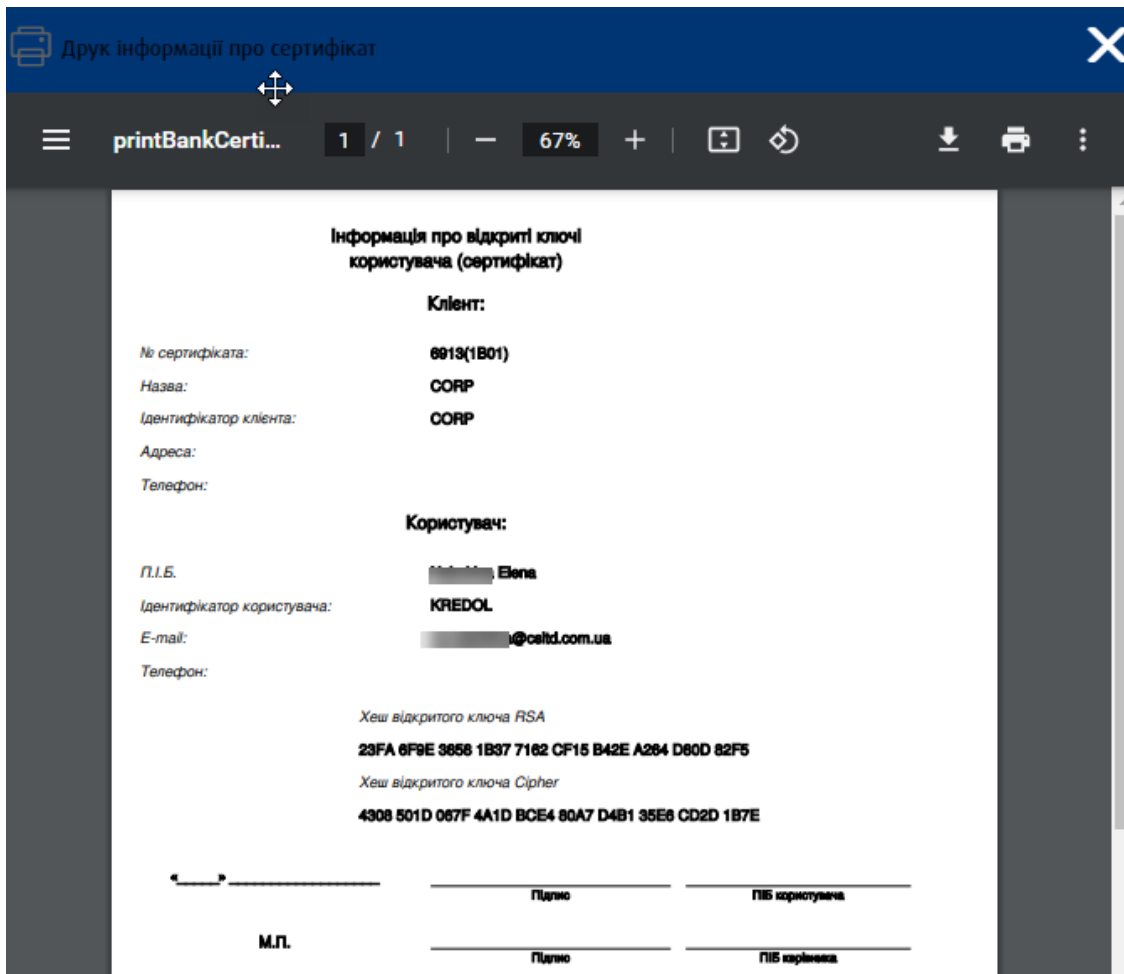 Друк інформації про сертифікат
printBankCerti... 1 / 1 67%
Інформація про відкриті ключі
користувача (сертифікат)
Клієнт:
№ сертифіката: 6913(1B01)
Назва: CORP
Ідентифікатор клієнта: CORP
Адреса:
Телефон:
Користувач:
П.І.Б. Elena
Ідентифікатор користувача: KREDOL
E-mail: @csltd.com.ua
Телефон:
Хеш відкритого ключа RSA
23FA 6F9E 3658 1B37 7162 CF15 B42E A264 D60D 82F5
Хеш відкритого ключа Cipher
4308 501D 067F 4A1D BCE4 80A7 D4B1 35E6 CD2D 1B7E
«_____» __________________
Підпис ПІБ користувача
М.П.
Підпис ПІБ керівника